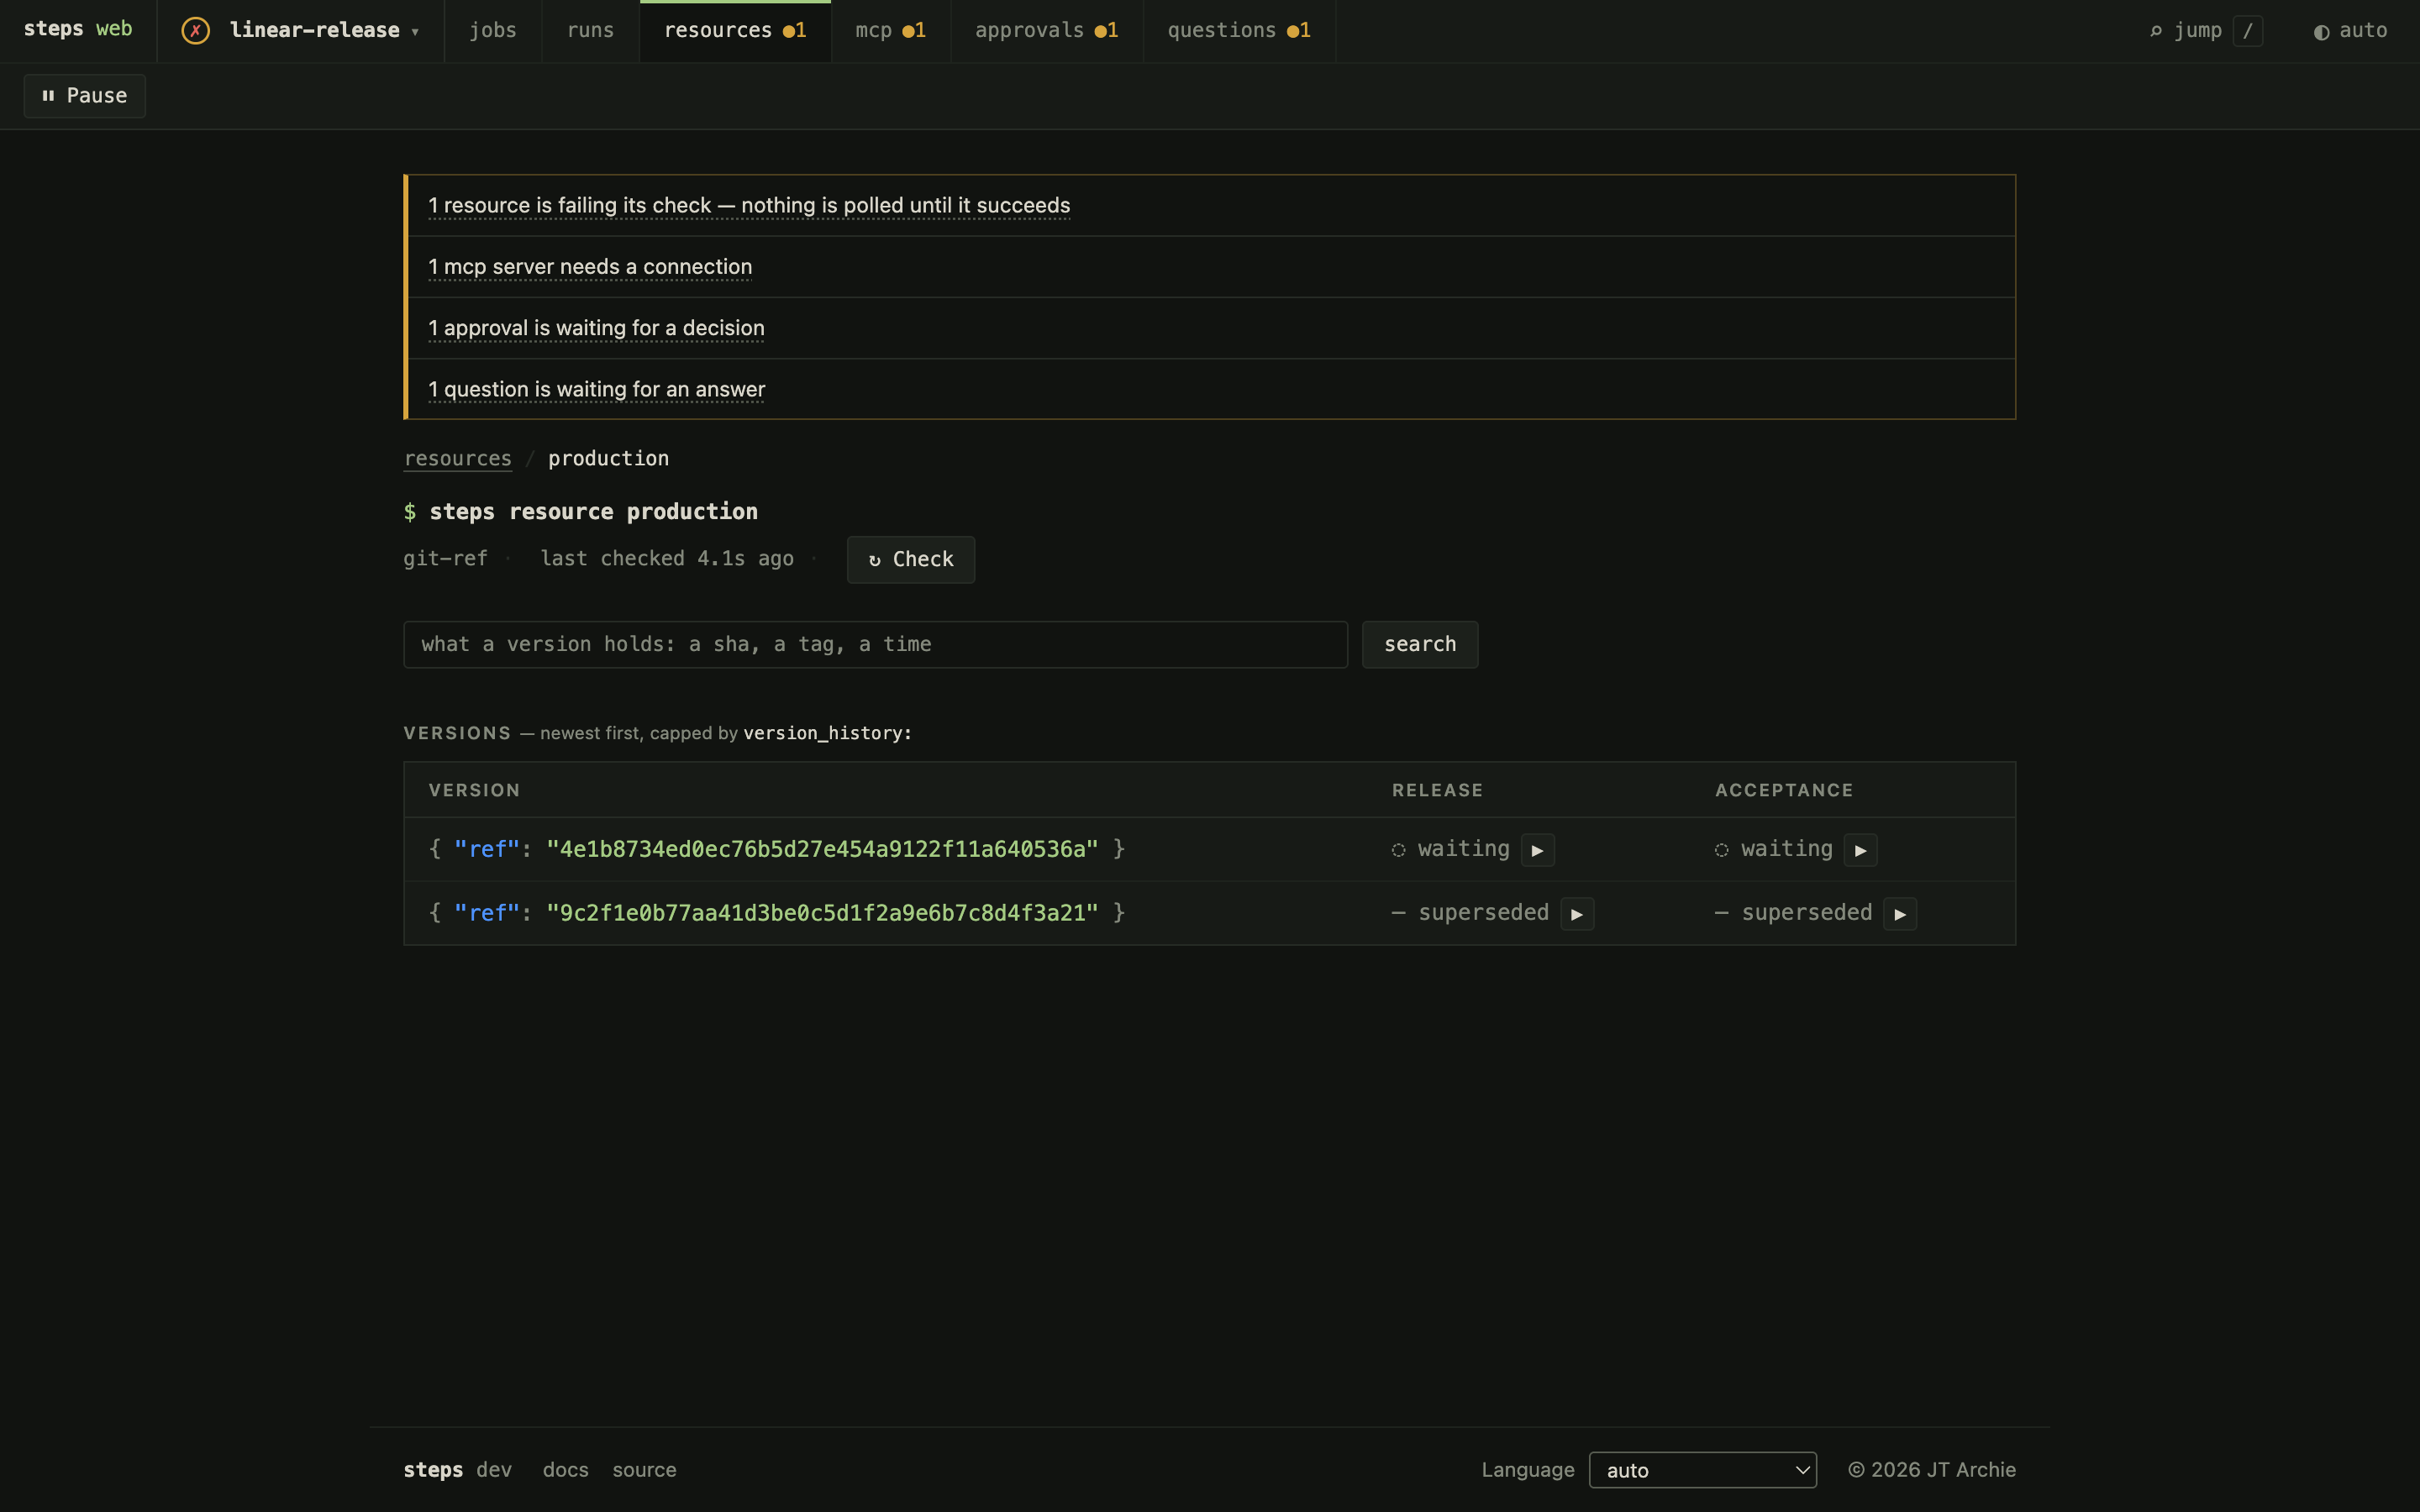 steps web ✗ linear-release ▾ jobs runs resources ●1 mcp ●1 approvals ●1 questions ●1 ⌕ jump / ◐ auto
⏸ Pause
1 resource is failing its check — nothing is polled until it succeeds
1 mcp server needs a connection
1 approval is waiting for a decision
1 question is waiting for an answer
resources / production
$ steps resource production
git-ref · last checked 4.1s ago · ↻ Check
what a version holds: a sha, a tag, a time search
VERSIONS — newest first, capped by version_history:
VERSION RELEASE ACCEPTANCE
{ "ref": "4e1b8734ed0ec76b5d27e454a9122f11a640536a" } ◌ waiting ▶ ◌ waiting ▶
{ "ref": "9c2f1e0b77aa41d3be0c5d1f2a9e6b7c8d4f3a21" } — superseded ▶ — superseded ▶
steps dev docs source Language auto © 2026 JT Archie